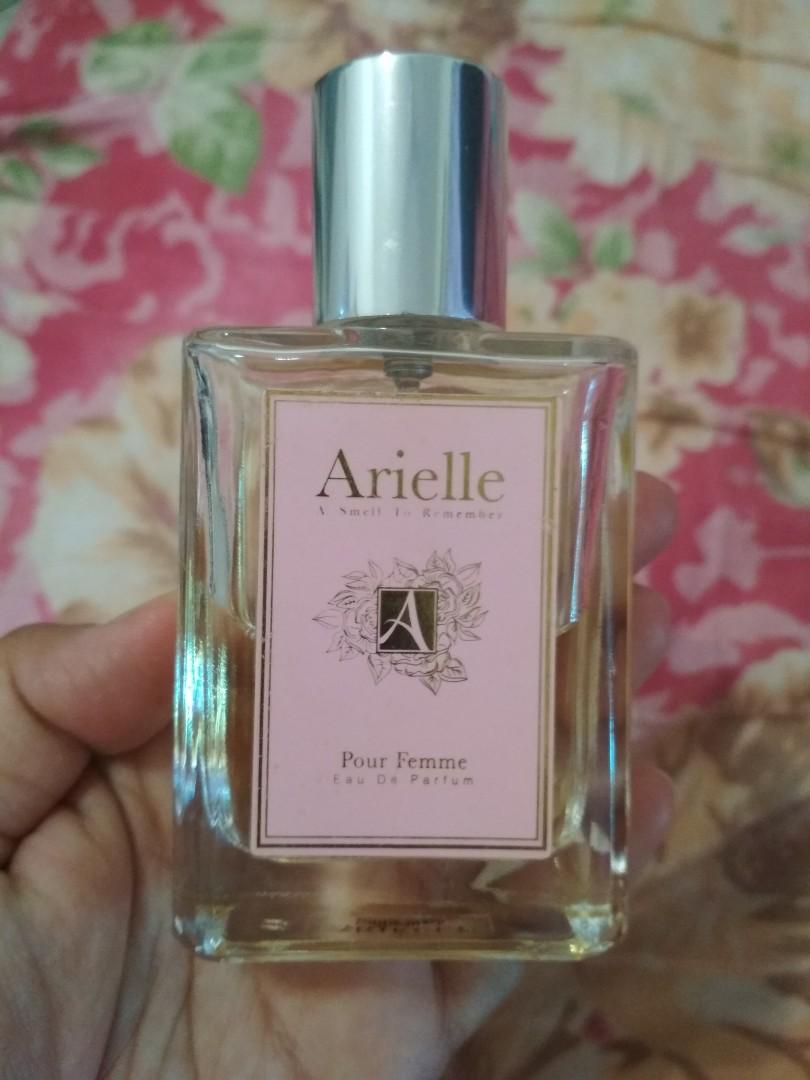 Arielle
A Smell To Remember
A
Pour Femme
Eau De Parfum